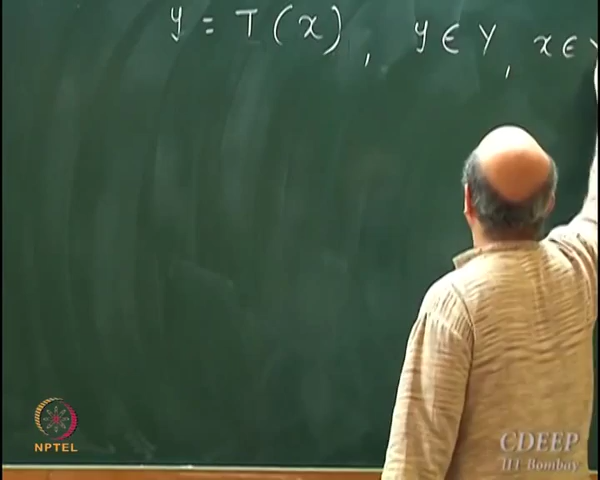 y = T(x), y ∈ Y, x ∈
NPTEL
CDEEP
IIT Bombay